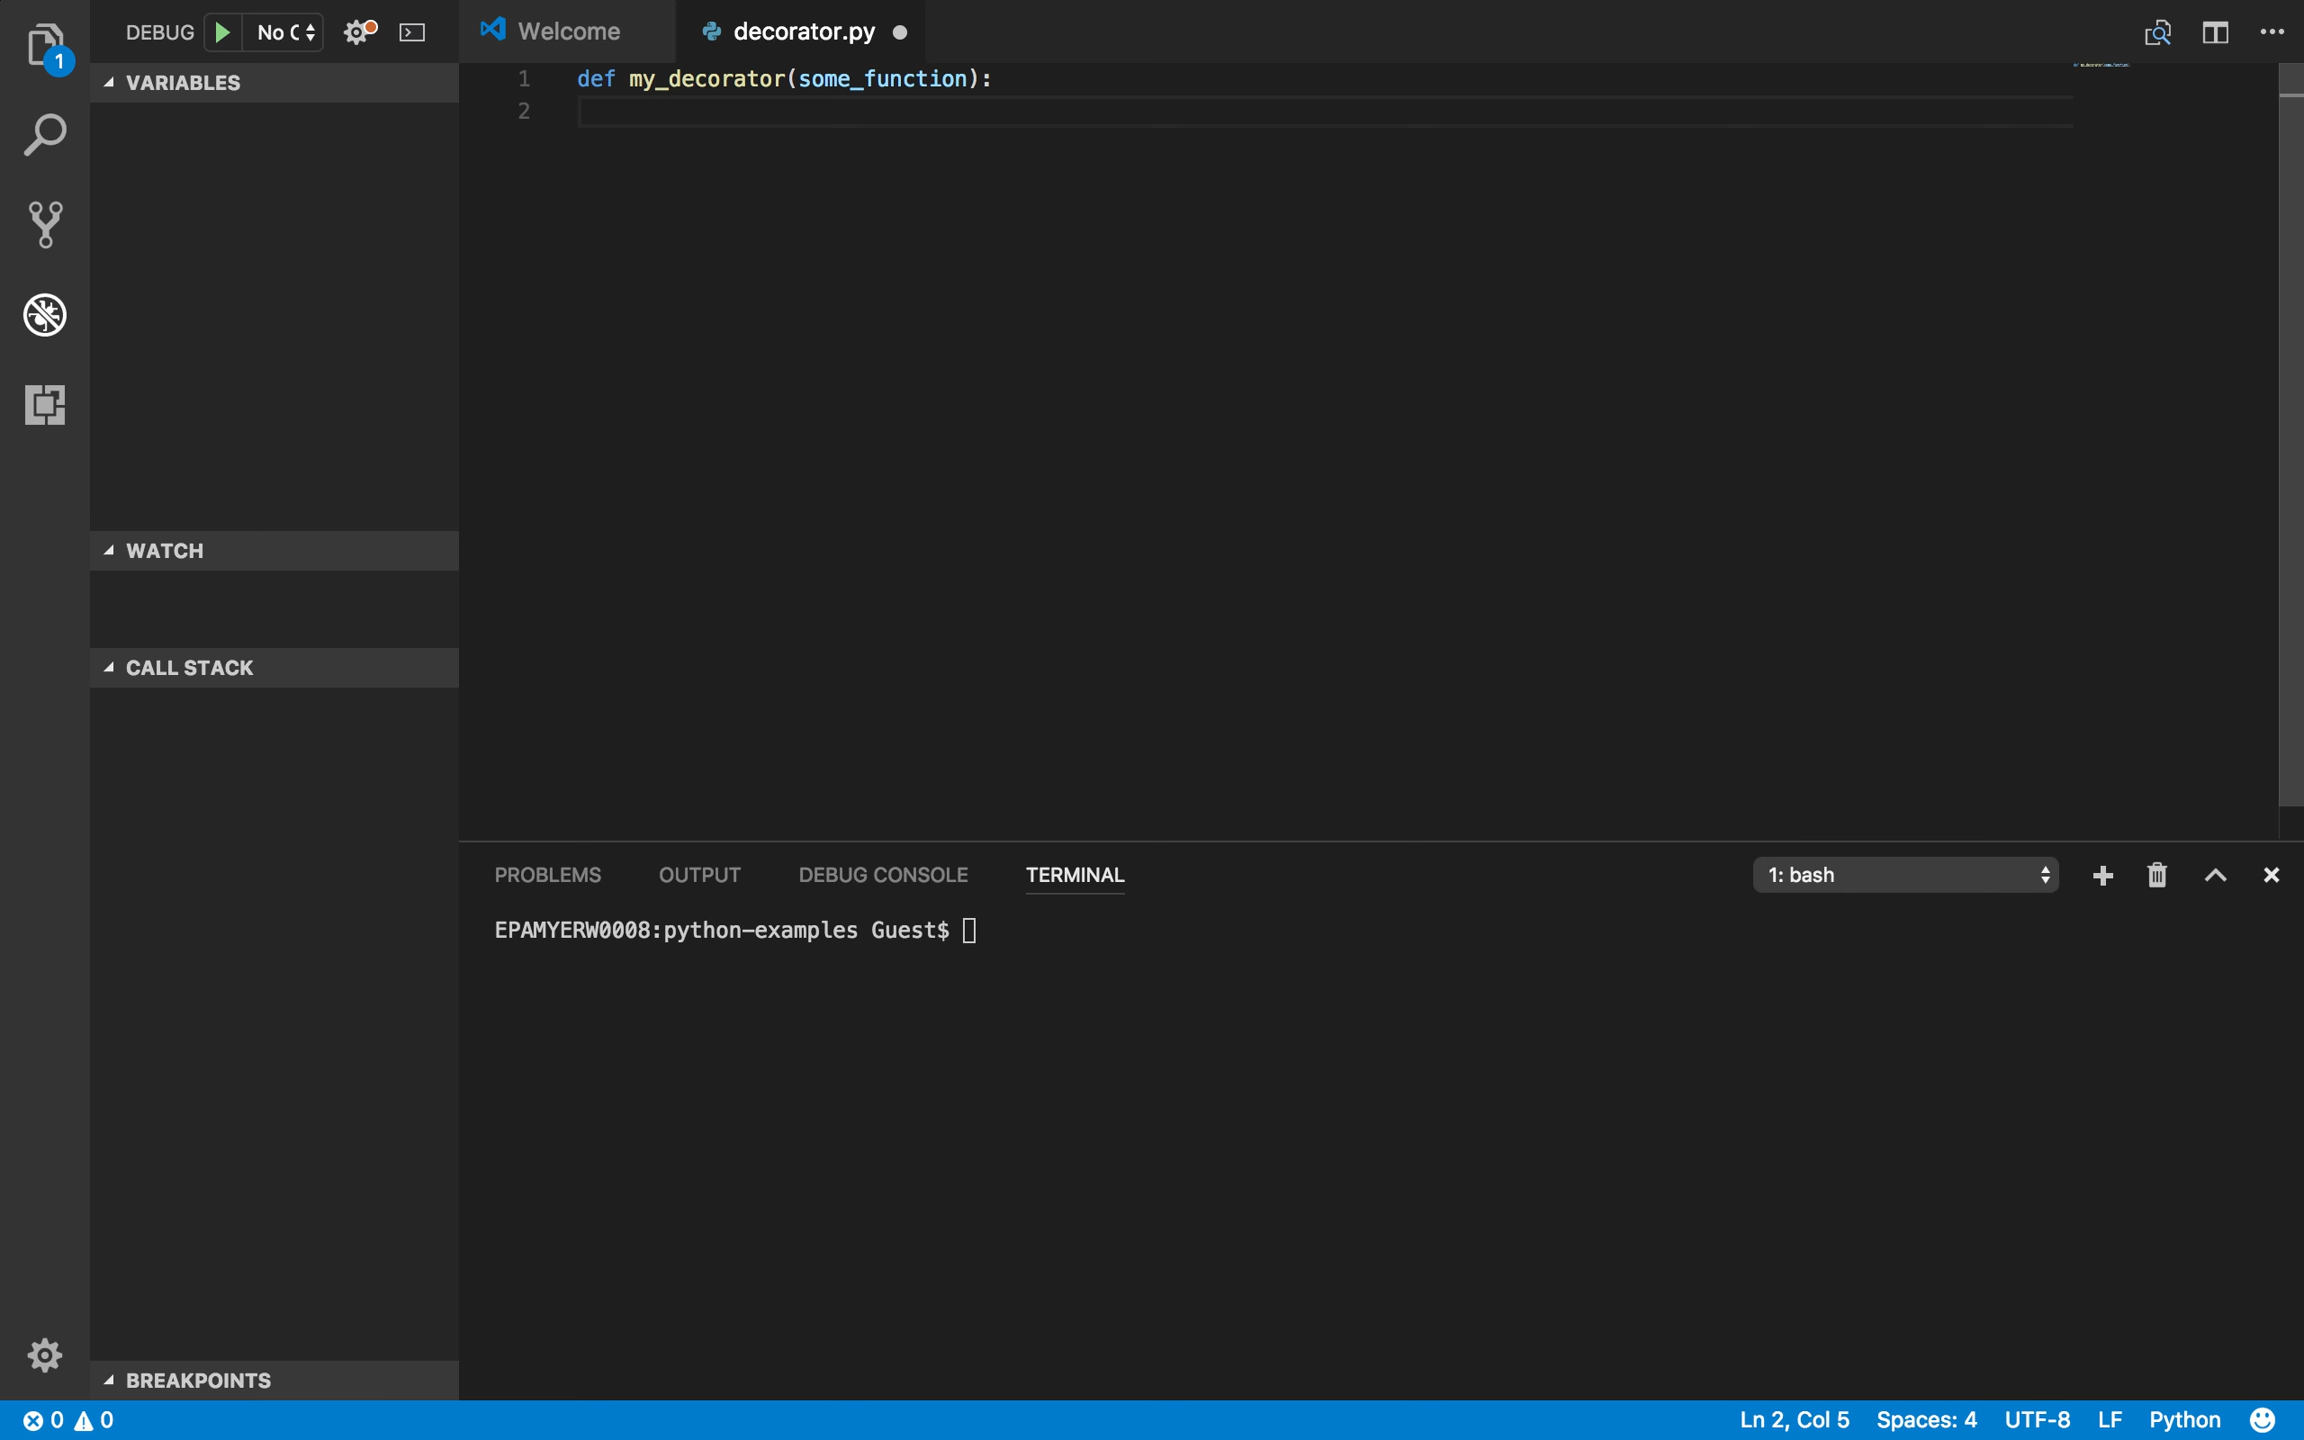 1
DEBUG No C
VARIABLES
WATCH
CALL STACK
BREAKPOINTS
Welcome decorator.py
1 def my_decorator(some_function):
2
PROBLEMS OUTPUT DEBUG CONSOLE TERMINAL 1: bash
EPAMYERW0008:python-examples Guest$
0 0 Ln 2, Col 5 Spaces: 4 UTF-8 LF Python